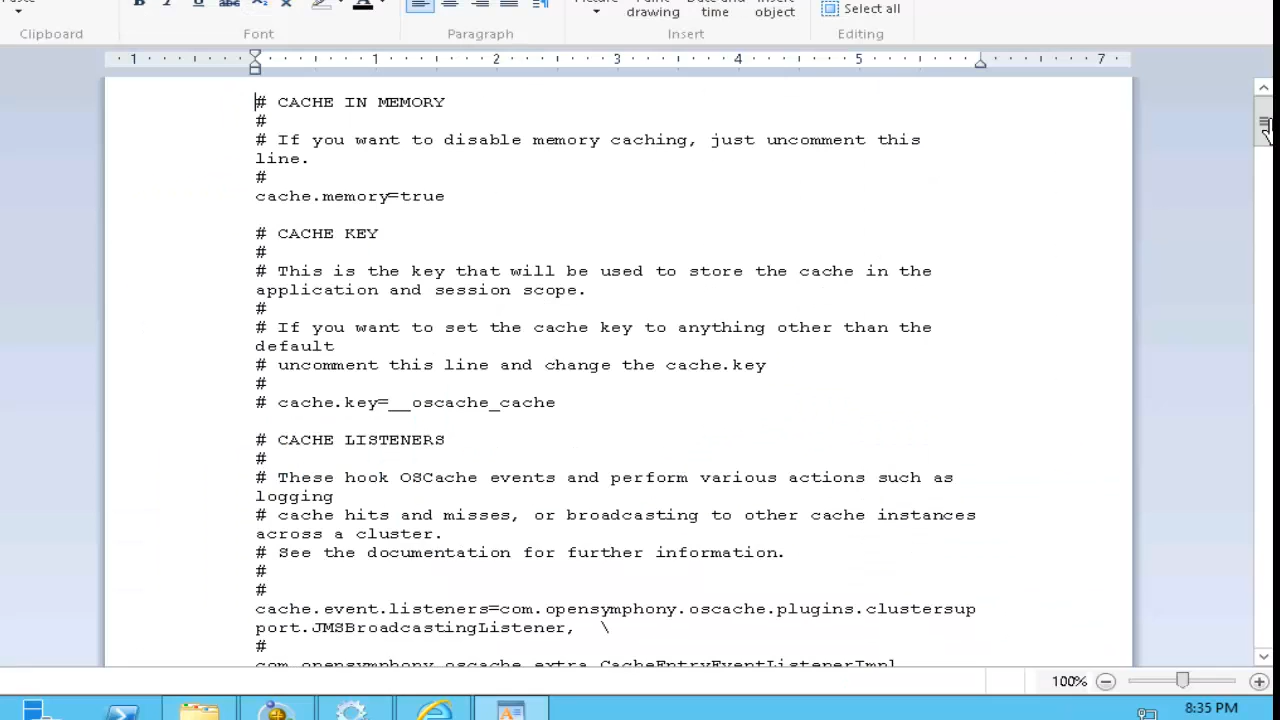 Paste
B I U abc X X A
Picture Paint Date and Insert
drawing time object
Select all
Clipboard Font Paragraph Insert Editing
1 1 2 3 4 5 7
# CACHE IN MEMORY
#
# If you want to disable memory caching, just uncomment this
line.
#
cache.memory=true
# CACHE KEY
#
# This is the key that will be used to store the cache in the
application and session scope.
#
# If you want to set the cache key to anything other than the
default
# uncomment this line and change the cache.key
#
# cache.key=__oscache_cache
# CACHE LISTENERS
#
# These hook OSCache events and perform various actions such as
logging
# cache hits and misses, or broadcasting to other cache instances
across a cluster.
# See the documentation for further information.
#
#
cache.event.listeners=com.opensymphony.oscache.plugins.clustersup
port.JMSBroadcastingListener, \
#
com.opensymphony.oscache.extra.CacheEntryEventListenerImpl
100%
8:35 PM